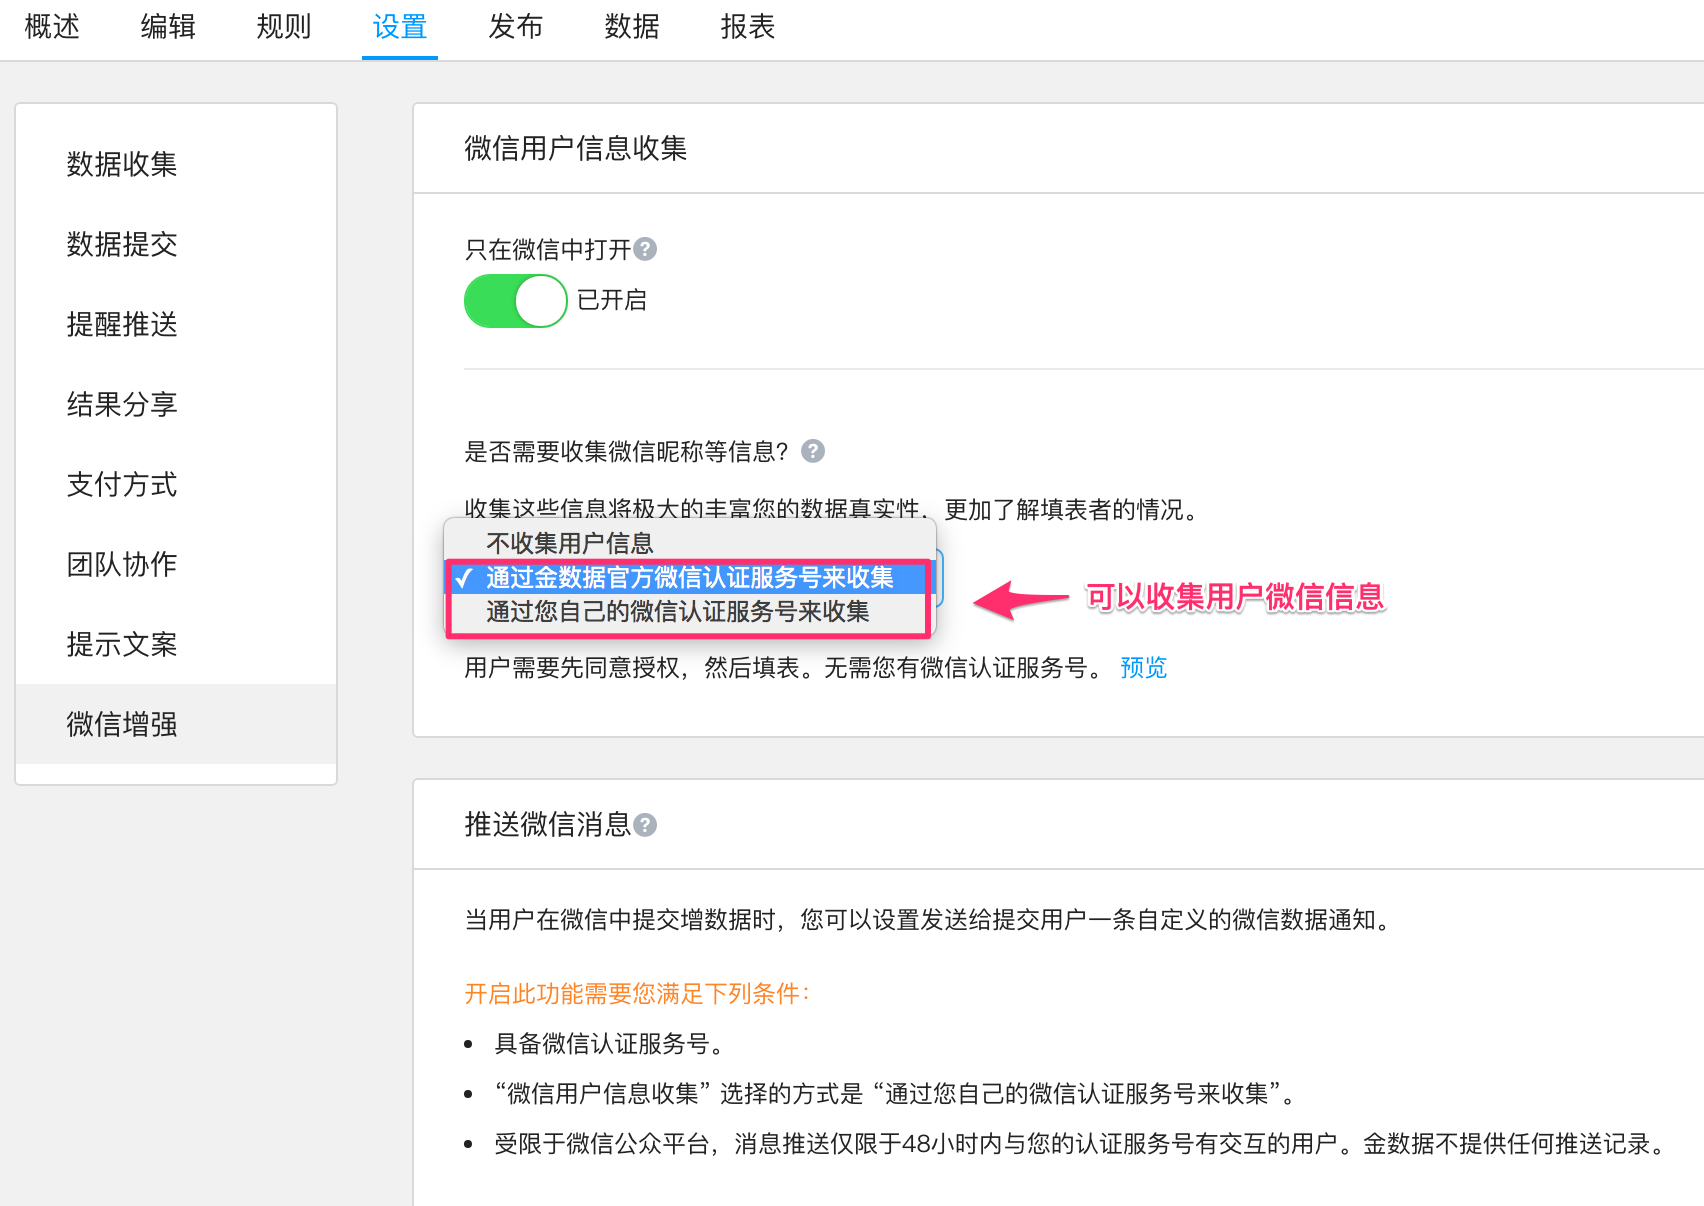 概述 编辑 规则 设置 发布 数据 报表
数据收集
数据提交
提醒推送
结果分享
支付方式
团队协作
提示文案
微信增强
微信用户信息收集
只在微信中打开?
已开启
是否需要收集微信昵称等信息? ?
收集这些信息将极大的丰富您的数据真实性，更加了解填表者的情况。
不收集用户信息
✓ 通过金数据官方微信认证服务号来收集
通过您自己的微信认证服务号来收集
可以收集用户微信信息
用户需要先同意授权，然后填表。无需您有微信认证服务号。 预览
推送微信消息?
当用户在微信中提交增数据时，您可以设置发送给提交用户一条自定义的微信数据通知。
开启此功能需要您满足下列条件：
• 具备微信认证服务号。
• “微信用户信息收集” 选择的方式是 “通过您自己的微信认证服务号来收集”。
• 受限于微信公众平台，消息推送仅限于48小时内与您的认证服务号有交互的用户。金数据不提供任何推送记录。